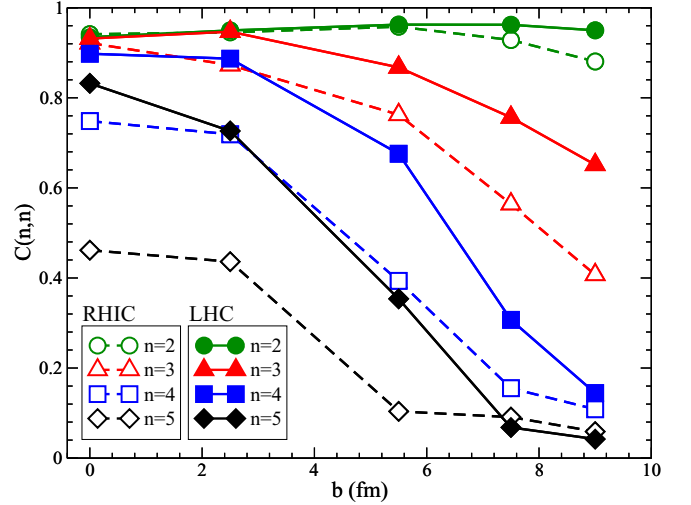 1
0.8
0.6
0.4
0.2
0
C(n,n)
RHIC LHC
n=2 n=2
n=3 n=3
n=4 n=4
n=5 n=5
0 2 4 6 8 10
b (fm)